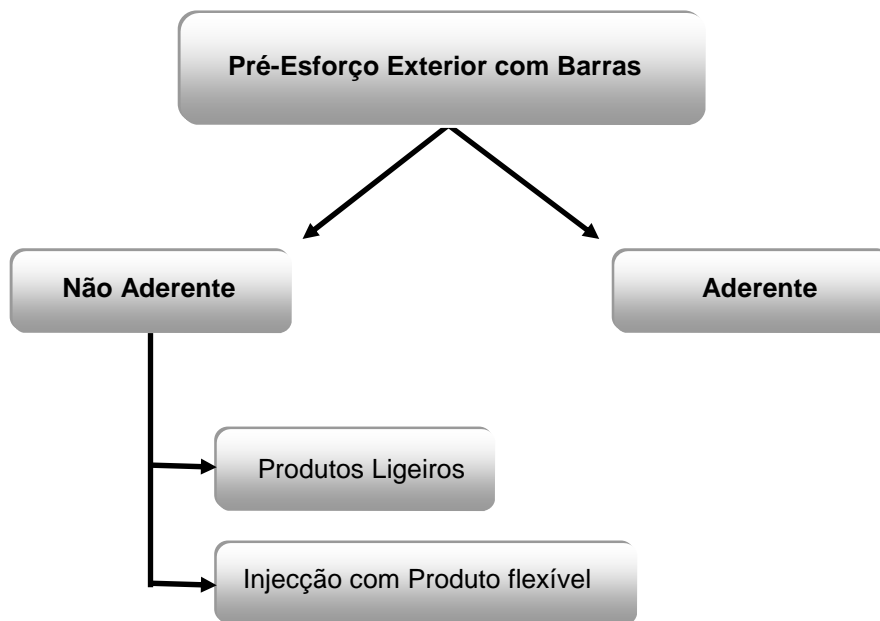 Pré-Esforço Exterior com Barras
Não Aderente
Aderente
Produtos Ligeiros
Injecção com Produto flexível